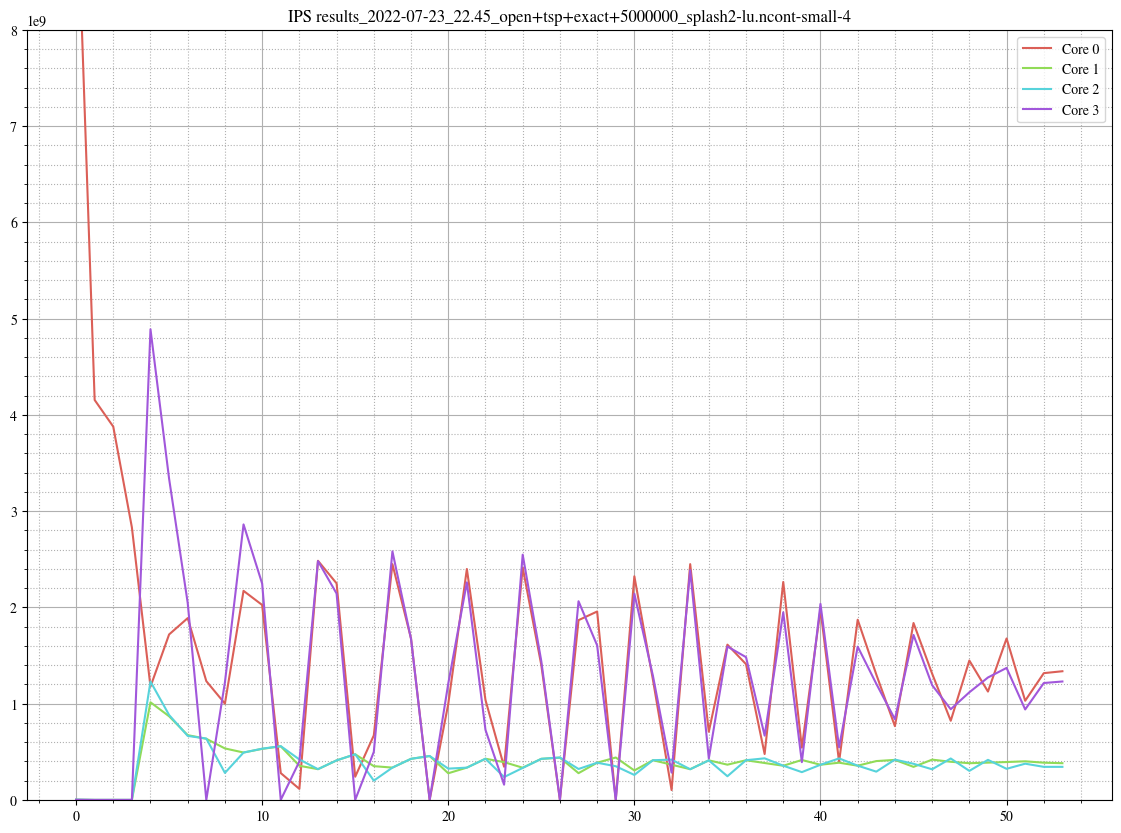 IPS results_2022-07-23_22.45_open+tsp+exact+5000000_splash2-lu.ncont-small-4
1e9
8
7
6
5
4
3
2
1
0
0 10 20 30 40 50
Core 0
Core 1
Core 2
Core 3